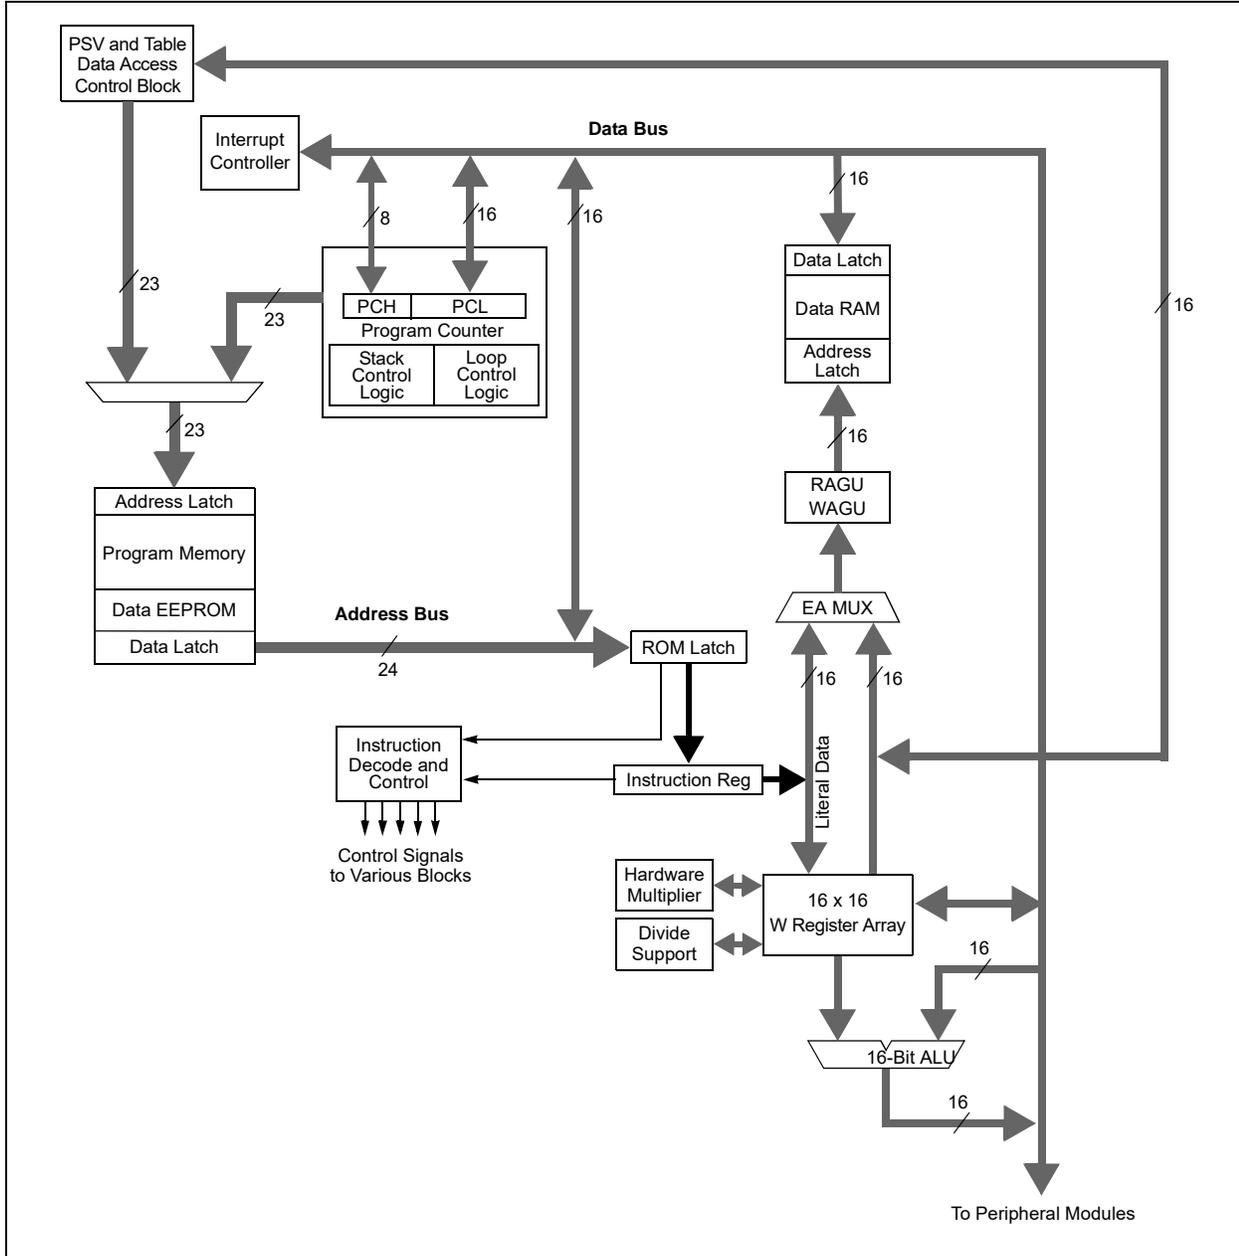 PSV and Table
Data Access
Control Block
Interrupt
Controller
Data Bus
8
16
16
16
23
23
16
PCH
PCL
Program Counter
Stack
Control
Logic
Loop
Control
Logic
Data Latch
Data RAM
Address
Latch
23
16
Address Latch
Program Memory
Data EEPROM
Data Latch
RAGU
WAGU
EA MUX
Address Bus
24
ROM Latch
16
16
Instruction
Decode and
Control
Instruction Reg
Literal Data
Control Signals
to Various Blocks
Hardware
Multiplier
Divide
Support
16 x 16
W Register Array
16
16-Bit ALU
16
To Peripheral Modules